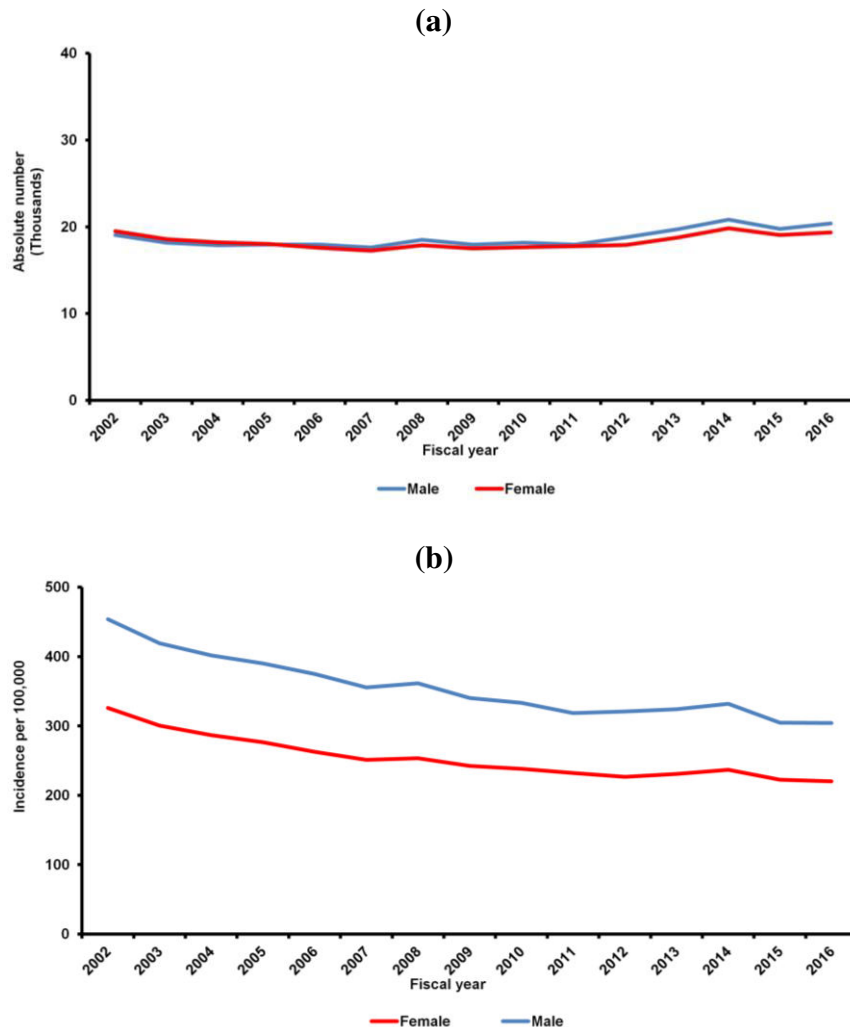 (a)
40
30
20
10
0
Absolute number
(Thousands)
2002 2003 2004 2005 2006 2007 2008 2009 2010 2011 2012 2013 2014 2015 2016
Fiscal year
Male Female
(b)
500
400
300
200
100
0
Incidence per 100,000
2002 2003 2004 2005 2006 2007 2008 2009 2010 2011 2012 2013 2014 2015 2016
Fiscal year
Female Male